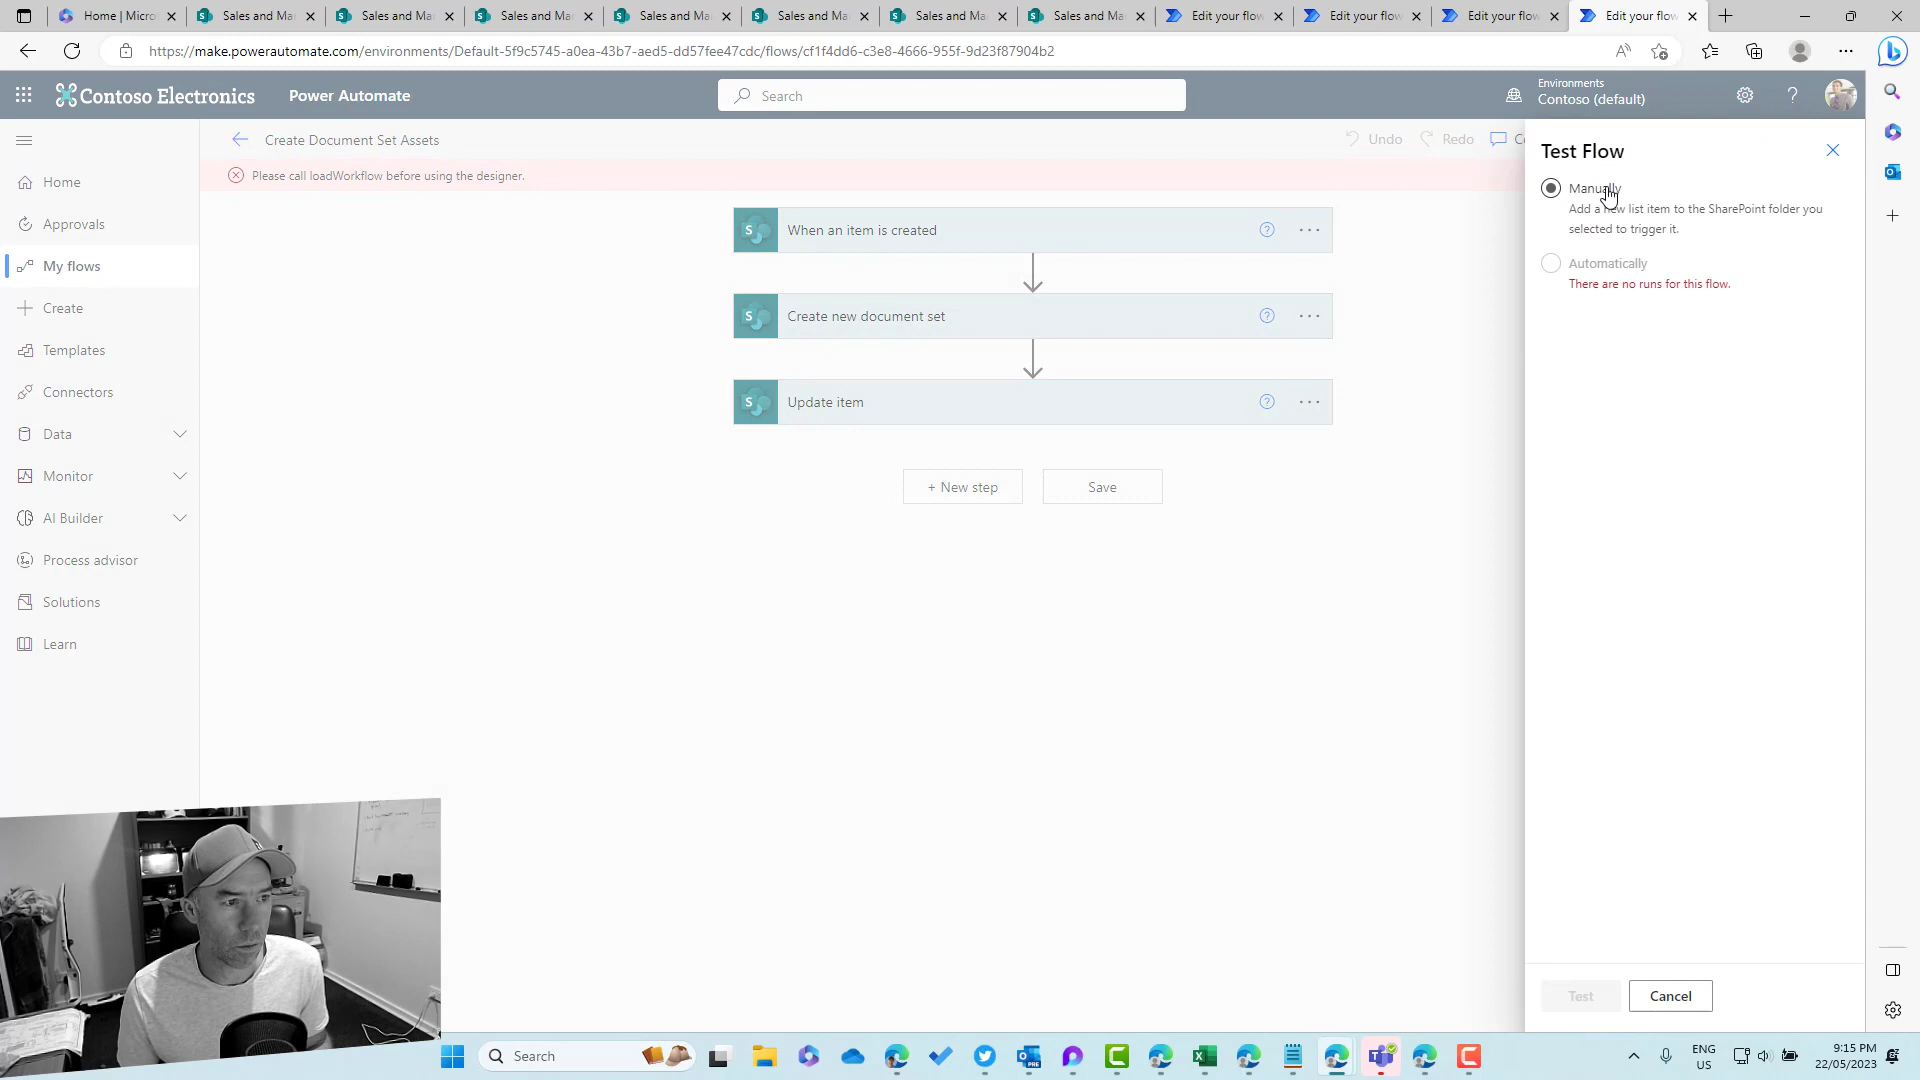 Home | Micro
Sales and Ma
Sales and Ma
Sales and Ma
Sales and Ma
Sales and Ma
Sales and Ma
Sales and Ma
Edit your flow
Edit your flow
Edit your flow
Edit your flow
https://make.powerautomate.com/environments/Default-5f9c5745-a0ea-43b7-aed5-dd57fee47cdc/flows/cf1f4dd6-c3e8-4666-955f-9d23f87904b2
Contoso Electronics
Power Automate
Search
Environments
Contoso (default)
Create Document Set Assets
Undo
Redo
Please call loadWorkflow before using the designer.
Home
Approvals
My flows
Create
Templates
Connectors
Data
Monitor
AI Builder
Process advisor
Solutions
Learn
When an item is created
Create new document set
Update item
+ New step
Save
Test Flow
Manually
Add a new list item to the SharePoint folder you
selected to trigger it.
Automatically
There are no runs for this flow.
Test
Cancel
Search
ENG
US
9:15 PM
22/05/2023